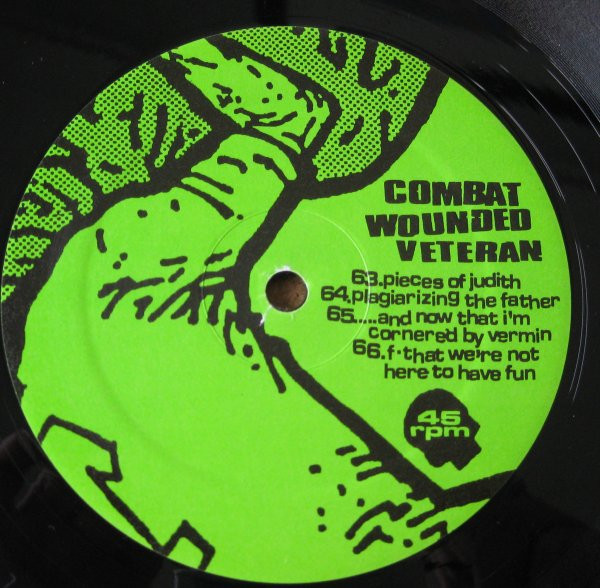 COMBAT
WOUNDED
VETERAN
63.pieces of judith
64.plagiarizing the father
65.....and now that i'm
cornered by vermin
66.f·that we're not
here to have fun
45
rpm